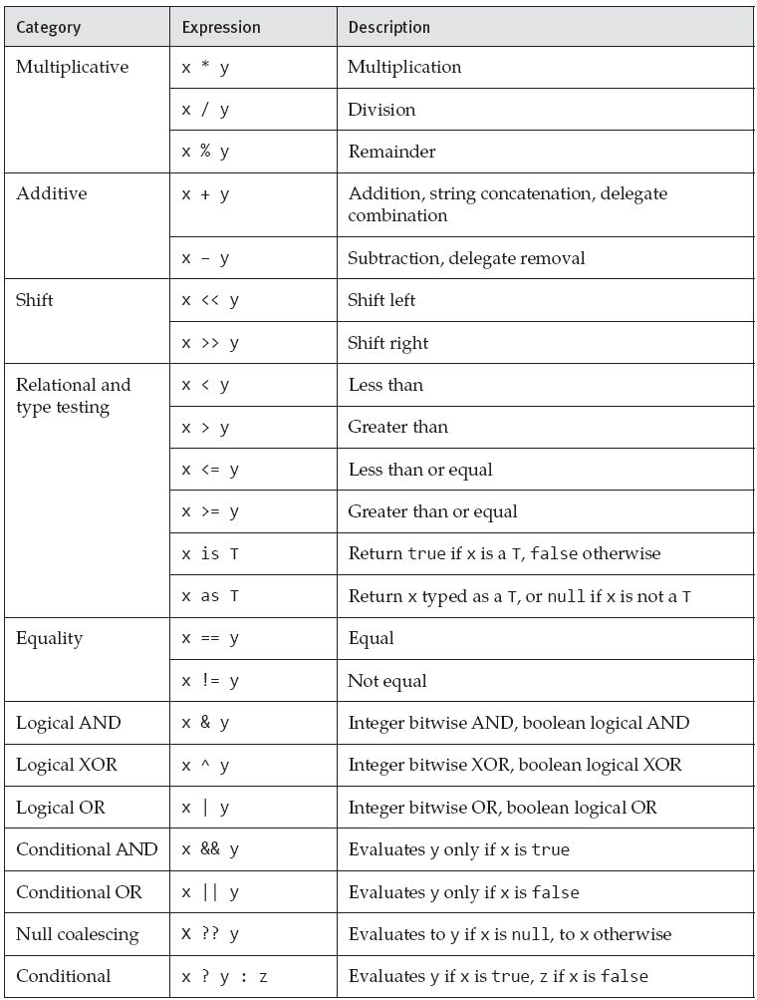 Category Expression Description
Multiplicative x * y Multiplication
x / y Division
x % y Remainder
Additive x + y Addition, string concatenation, delegate
combination
x – y Subtraction, delegate removal
Shift x << y Shift left
x >> y Shift right
Relational and x < y Less than
type testing
x > y Greater than
x <= y Less than or equal
x >= y Greater than or equal
x is T Return true if x is a T, false otherwise
x as T Return x typed as a T, or null if x is not a T
Equality x == y Equal
x != y Not equal
Logical AND x & y Integer bitwise AND, boolean logical AND
Logical XOR x ^ y Integer bitwise XOR, boolean logical XOR
Logical OR x | y Integer bitwise OR, boolean logical OR
Conditional AND x && y Evaluates y only if x is true
Conditional OR x || y Evaluates y only if x is false
Null coalescing X ?? y Evaluates to y if x is null, to x otherwise
Conditional x ? y : z Evaluates y if x is true, z if x is false